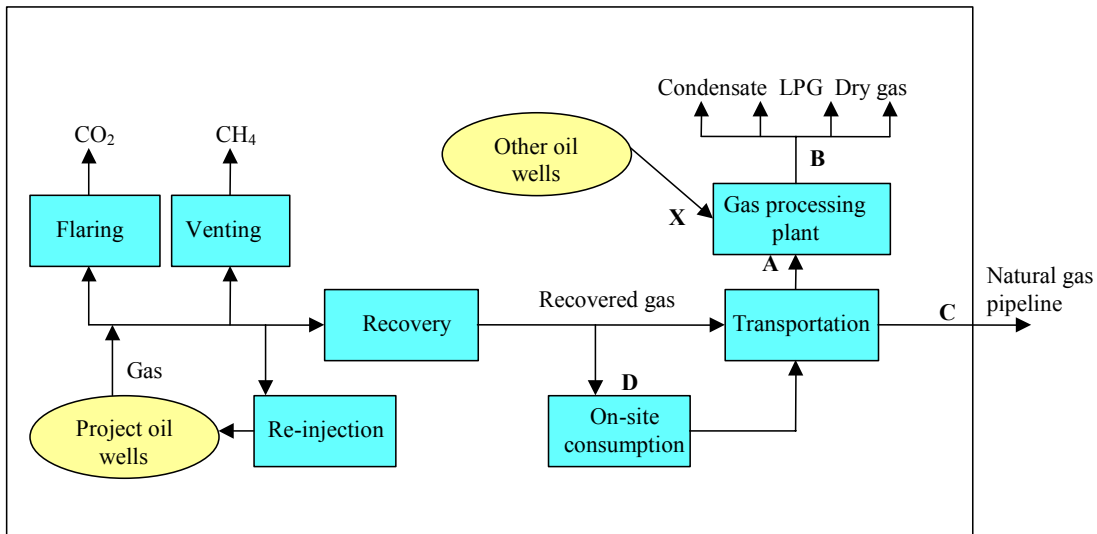 Condensate LPG Dry gas
CO₂
CH₄
Other oil
wells
B
Flaring
Venting
X
Gas processing
plant
A
Natural gas
pipeline
Recovered gas
Recovery
Transportation
C
Gas
D
Project oil
wells
Re-injection
On-site
consumption